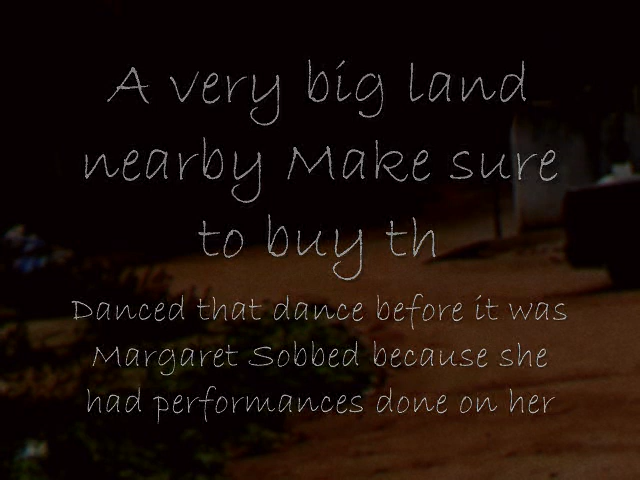 A very big land
nearby Make sure
to buy th
Danced that dance before it was
Margaret Sobbed because she
had performances done on her